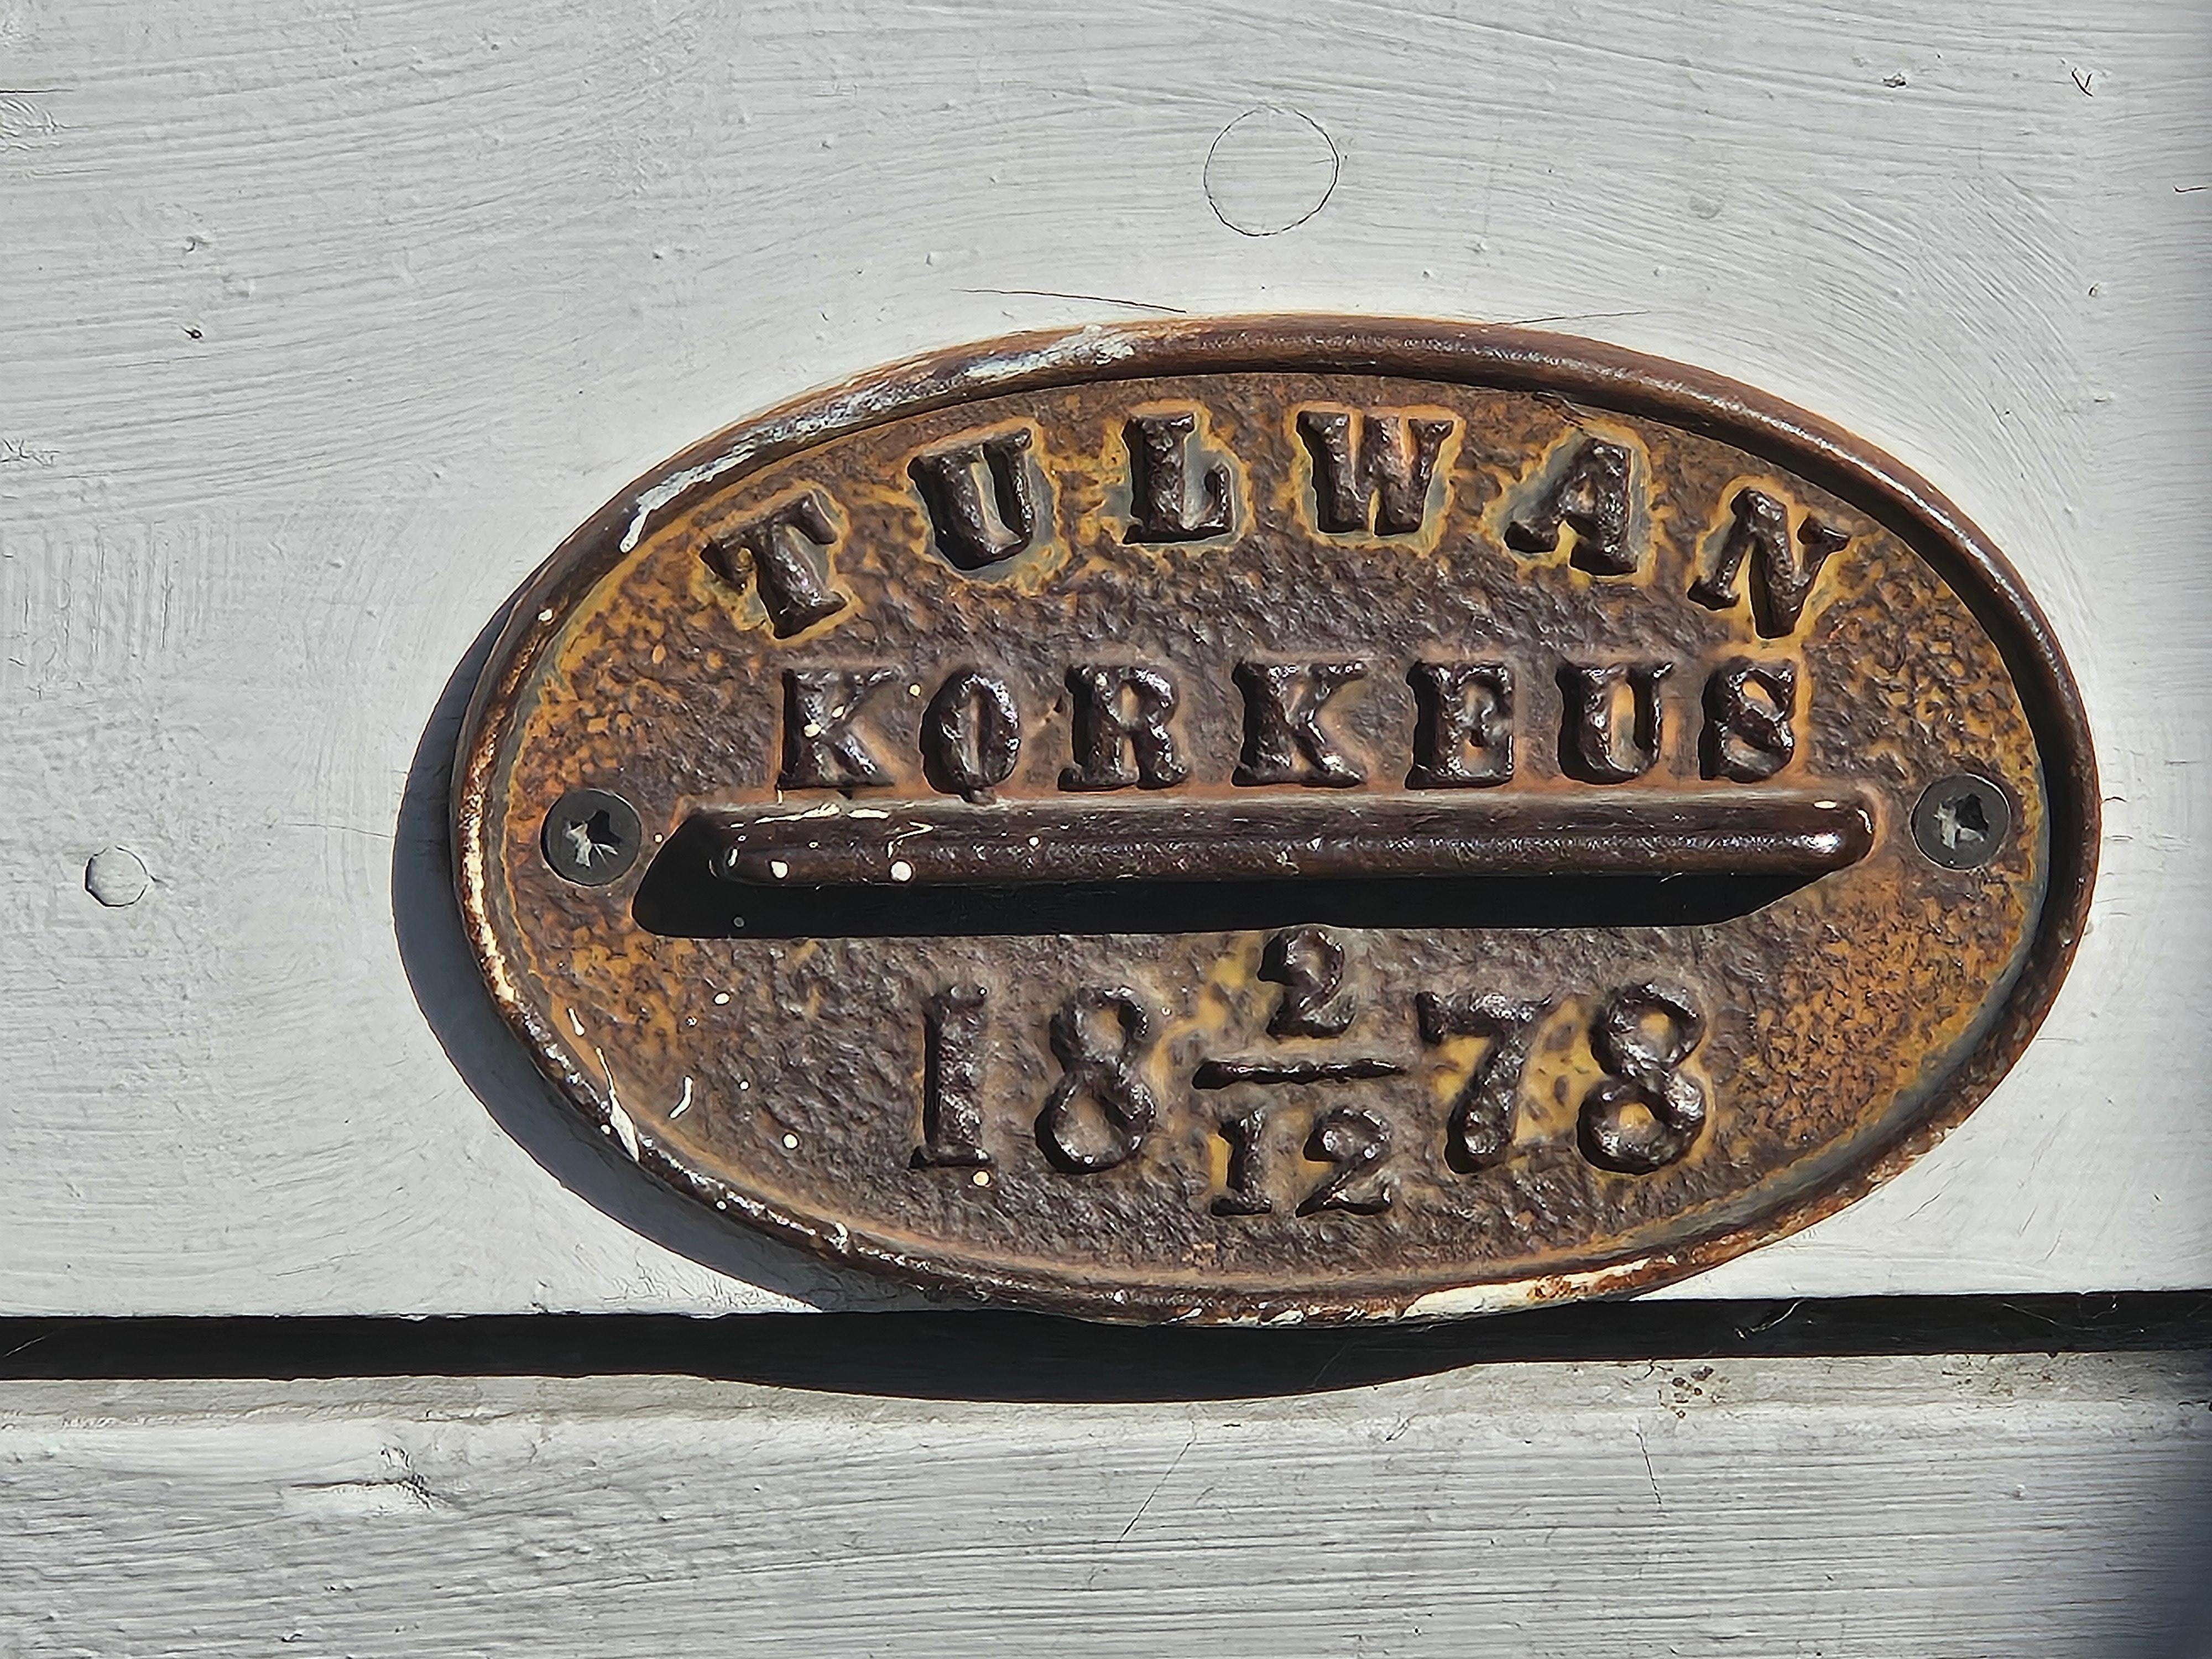 TULWAN
KORKEUS
18 2/12 78